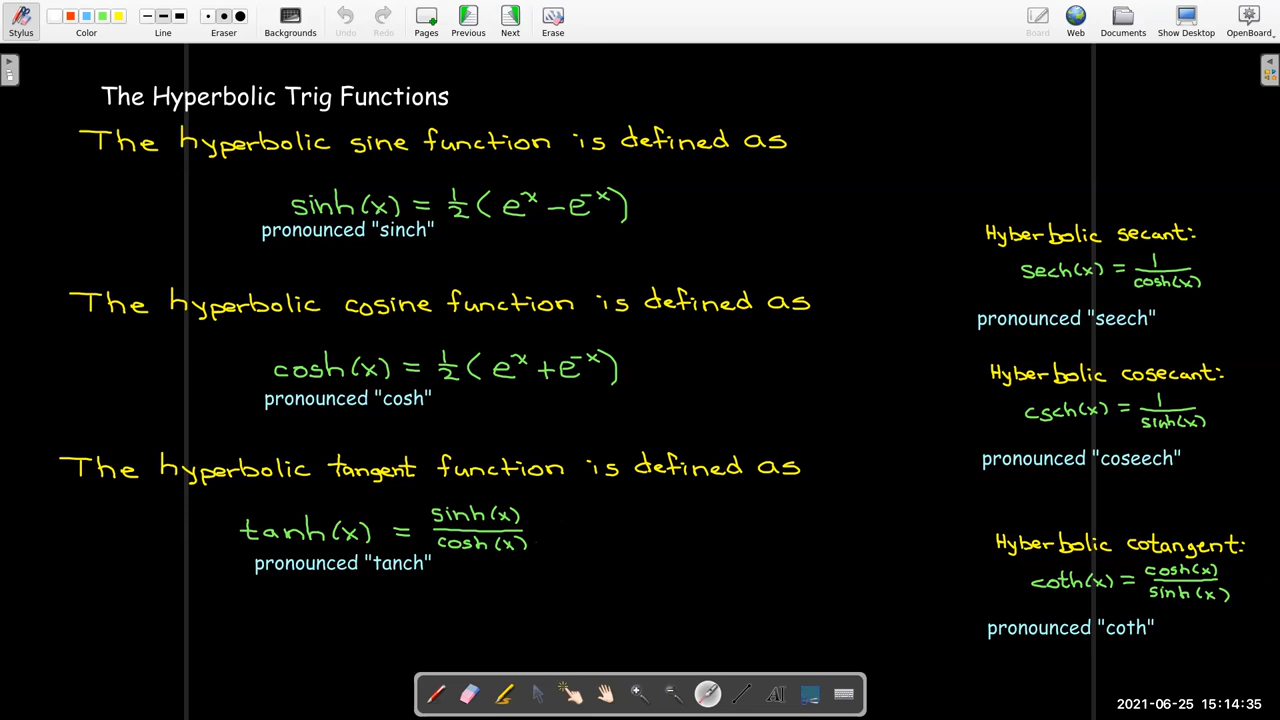 Stylus Color Line Eraser Backgrounds Undo Redo Pages Previous Next Erase Board Web Documents Show Desktop OpenBoard
The Hyperbolic Trig Functions
The hyperbolic sine function is defined as
sinh(x) = ½(e^x − e^−x)
pronounced "sinch"
The hyperbolic cosine function is defined as
cosh(x) = ½(e^x + e^−x)
pronounced "cosh"
The hyperbolic tangent function is defined as
tanh(x) = sinh(x)/cosh(x)
pronounced "tanch"
Hyberbolic secant:
sech(x) = 1/cosh(x)
pronounced "seech"
Hyberbolic cosecant:
csch(x) = 1/sinh(x)
pronounced "coseech"
Hyberbolic cotangent:
coth(x) = cosh(x)/sinh(x)
pronounced "coth"
AI
2021-06-25 15:14:35